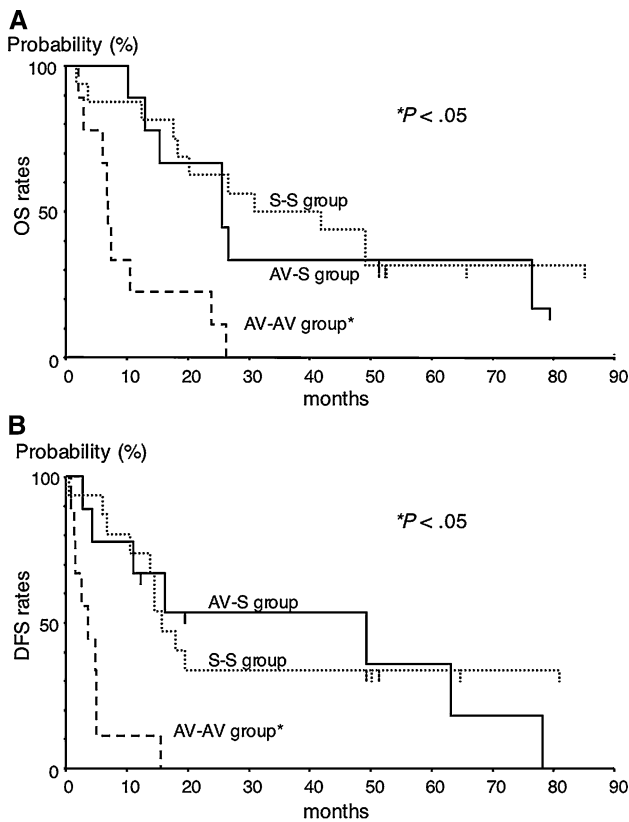 A
Probability (%)
100
*P < .05
OS rates
S-S group
50
AV-S group
AV-AV group*
0
0 10 20 30 40 50 60 70 80 90
months
B
Probability (%)
100
*P < .05
DFS rates
AV-S group
50
S-S group
AV-AV group*
0
0 10 20 30 40 50 60 70 80 90
months